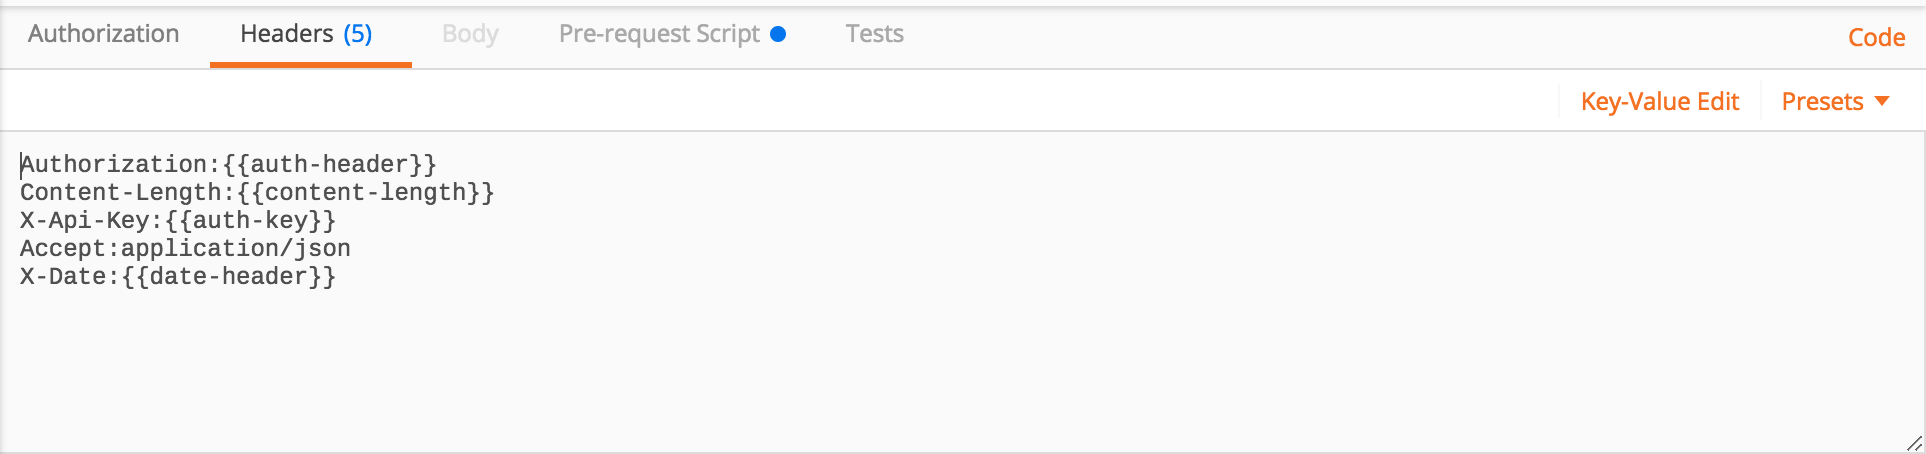 Authorization Headers (5) Body Pre-request Script Tests Code
Key-Value Edit Presets
Authorization:{{auth-header}}
Content-Length:{{content-length}}
X-Api-Key:{{auth-key}}
Accept:application/json
X-Date:{{date-header}}